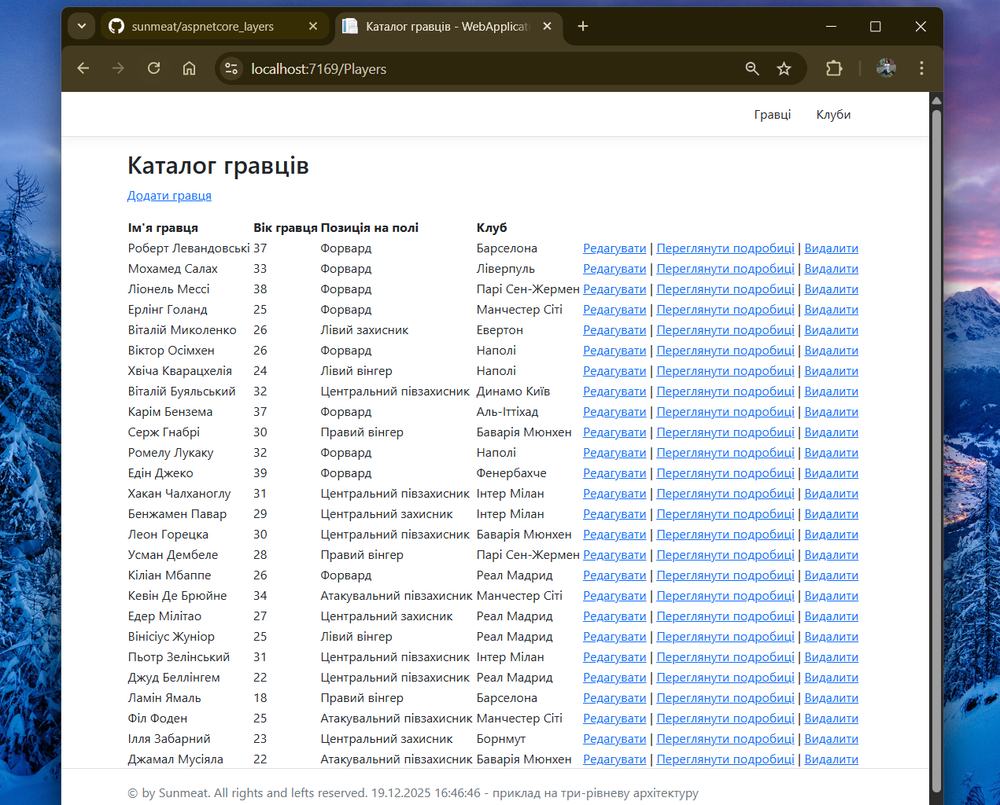 sunmeat/aspnetcore_layers
Каталог гравців - WebApplicati
localhost:7169/Players
Гравці Клуби
Каталог гравців
Додати гравця
Ім'я гравця Вік гравця Позиція на полі Клуб
Роберт Левандовські 37 Форвард Барселона Редагувати | Переглянути подробиці | Видалити
Мохамед Салах 33 Форвард Ліверпуль Редагувати | Переглянути подробиці | Видалити
Ліонель Мессі 38 Форвард Парі Сен-Жермен Редагувати | Переглянути подробиці | Видалити
Ерлінг Голанд 25 Форвард Манчестер Сіті Редагувати | Переглянути подробиці | Видалити
Віталій Миколенко 26 Лівий захисник Евертон Редагувати | Переглянути подробиці | Видалити
Віктор Осімхен 26 Форвард Наполі Редагувати | Переглянути подробиці | Видалити
Хвіча Кварацхелія 24 Лівий вінгер Наполі Редагувати | Переглянути подробиці | Видалити
Віталій Буяльський 32 Центральний півзахисник Динамо Київ Редагувати | Переглянути подробиці | Видалити
Карім Бензема 37 Форвард Аль-Іттіхад Редагувати | Переглянути подробиці | Видалити
Серж Гнабрі 30 Правий вінгер Баварія Мюнхен Редагувати | Переглянути подробиці | Видалити
Ромелу Лукаку 32 Форвард Наполі Редагувати | Переглянути подробиці | Видалити
Едін Джеко 39 Форвард Фенербахче Редагувати | Переглянути подробиці | Видалити
Хакан Чалханоглу 31 Центральний півзахисник Інтер Мілан Редагувати | Переглянути подробиці | Видалити
Бенжамен Павар 29 Центральний захисник Інтер Мілан Редагувати | Переглянути подробиці | Видалити
Леон Горецка 30 Центральний півзахисник Баварія Мюнхен Редагувати | Переглянути подробиці | Видалити
Усман Дембеле 28 Правий вінгер Парі Сен-Жермен Редагувати | Переглянути подробиці | Видалити
Кіліан Мбаппе 26 Форвард Реал Мадрид Редагувати | Переглянути подробиці | Видалити
Кевін Де Брюйне 34 Атакувальний півзахисник Манчестер Сіті Редагувати | Переглянути подробиці | Видалити
Едер Мілітао 27 Центральний захисник Реал Мадрид Редагувати | Переглянути подробиці | Видалити
Вінісіус Жуніор 25 Лівий вінгер Реал Мадрид Редагувати | Переглянути подробиці | Видалити
Пьотр Зелінський 31 Центральний півзахисник Інтер Мілан Редагувати | Переглянути подробиці | Видалити
Джуд Беллінгем 22 Центральний півзахисник Реал Мадрид Редагувати | Переглянути подробиці | Видалити
Ламін Ямаль 18 Правий вінгер Барселона Редагувати | Переглянути подробиці | Видалити
Філ Фоден 25 Атакувальний півзахисник Манчестер Сіті Редагувати | Переглянути подробиці | Видалити
Ілля Забарний 23 Центральний захисник Борнмут Редагувати | Переглянути подробиці | Видалити
Джамал Мусіяла 22 Атакувальний півзахисник Баварія Мюнхен Редагувати | Переглянути подробиці | Видалити
© by Sunmeat. All rights and lefts reserved. 19.12.2025 16:46:46 - приклад на три-рівневу архітектуру